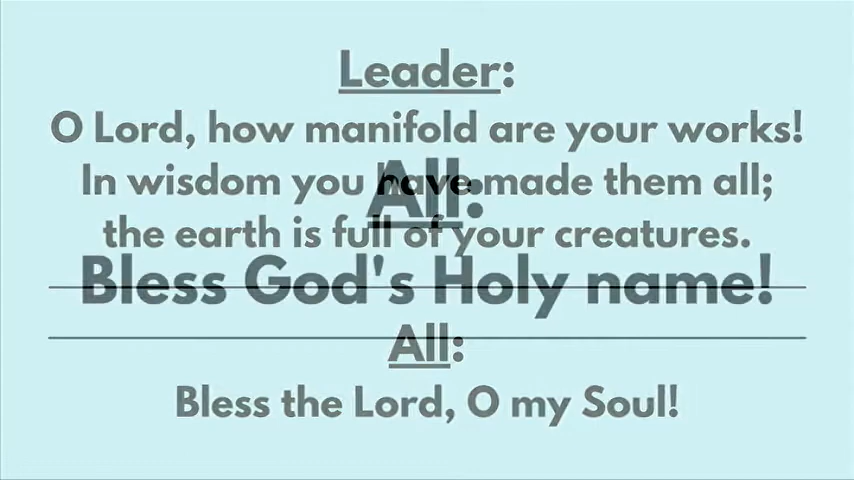 Leader:
O Lord, how manifold are your works!
In wisdom you have made them all;
All:
the earth is full of your creatures.
Bless God's Holy name!
All:
Bless the Lord, O my Soul!